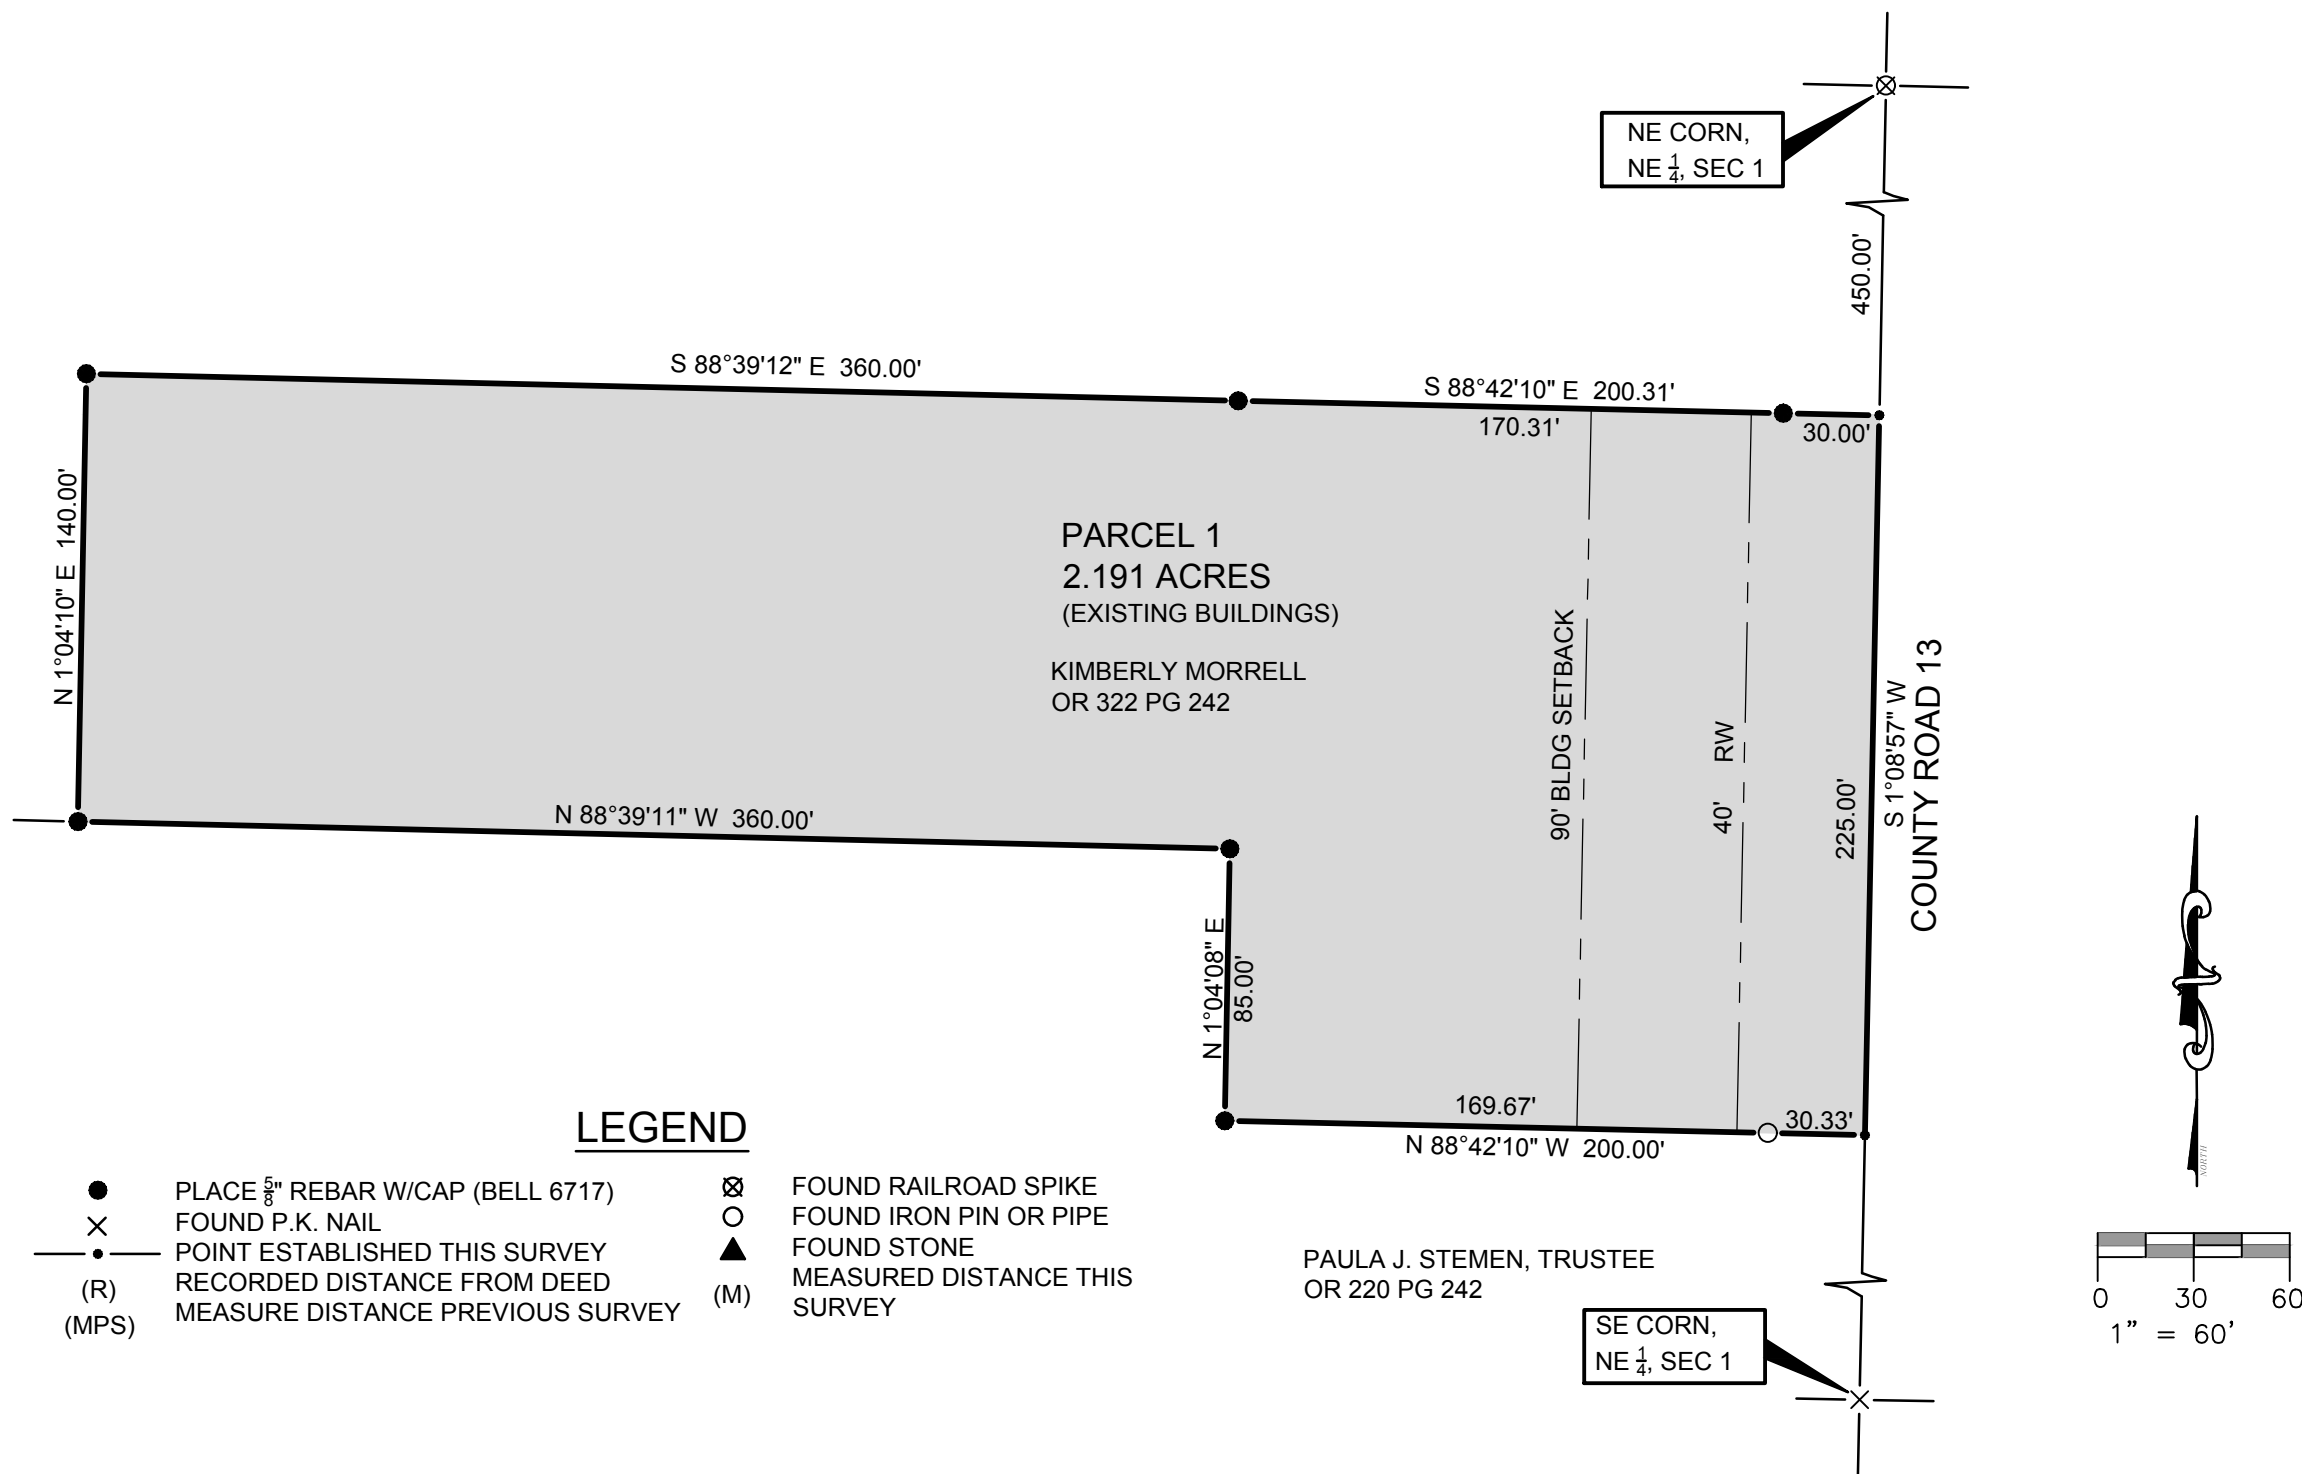 NE CORN,
NE 1/4, SEC 1
450.00'
S 88°39'12" E 360.00'
S 88°42'10" E 200.31'
170.31'
30.00'
N 1°04'10" E 140.00'
PARCEL 1
2.191 ACRES
(EXISTING BUILDINGS)
KIMBERLY MORRELL
OR 322 PG 242
90' BLDG SETBACK
40' RW
225.00'
S 1°08'57" W
COUNTY ROAD 13
N 88°39'11" W 360.00'
N 1°04'08" E
85.00'
169.67'
30.33'
N 88°42'10" W 200.00'
LEGEND
PLACE 5/8" REBAR W/CAP (BELL 6717)
FOUND P.K. NAIL
POINT ESTABLISHED THIS SURVEY
(R) RECORDED DISTANCE FROM DEED
(MPS) MEASURE DISTANCE PREVIOUS SURVEY
FOUND RAILROAD SPIKE
FOUND IRON PIN OR PIPE
FOUND STONE
(M) MEASURED DISTANCE THIS
SURVEY
PAULA J. STEMEN, TRUSTEE
OR 220 PG 242
SE CORN,
NE 1/4, SEC 1
NORTH
0 30 60
1" = 60'